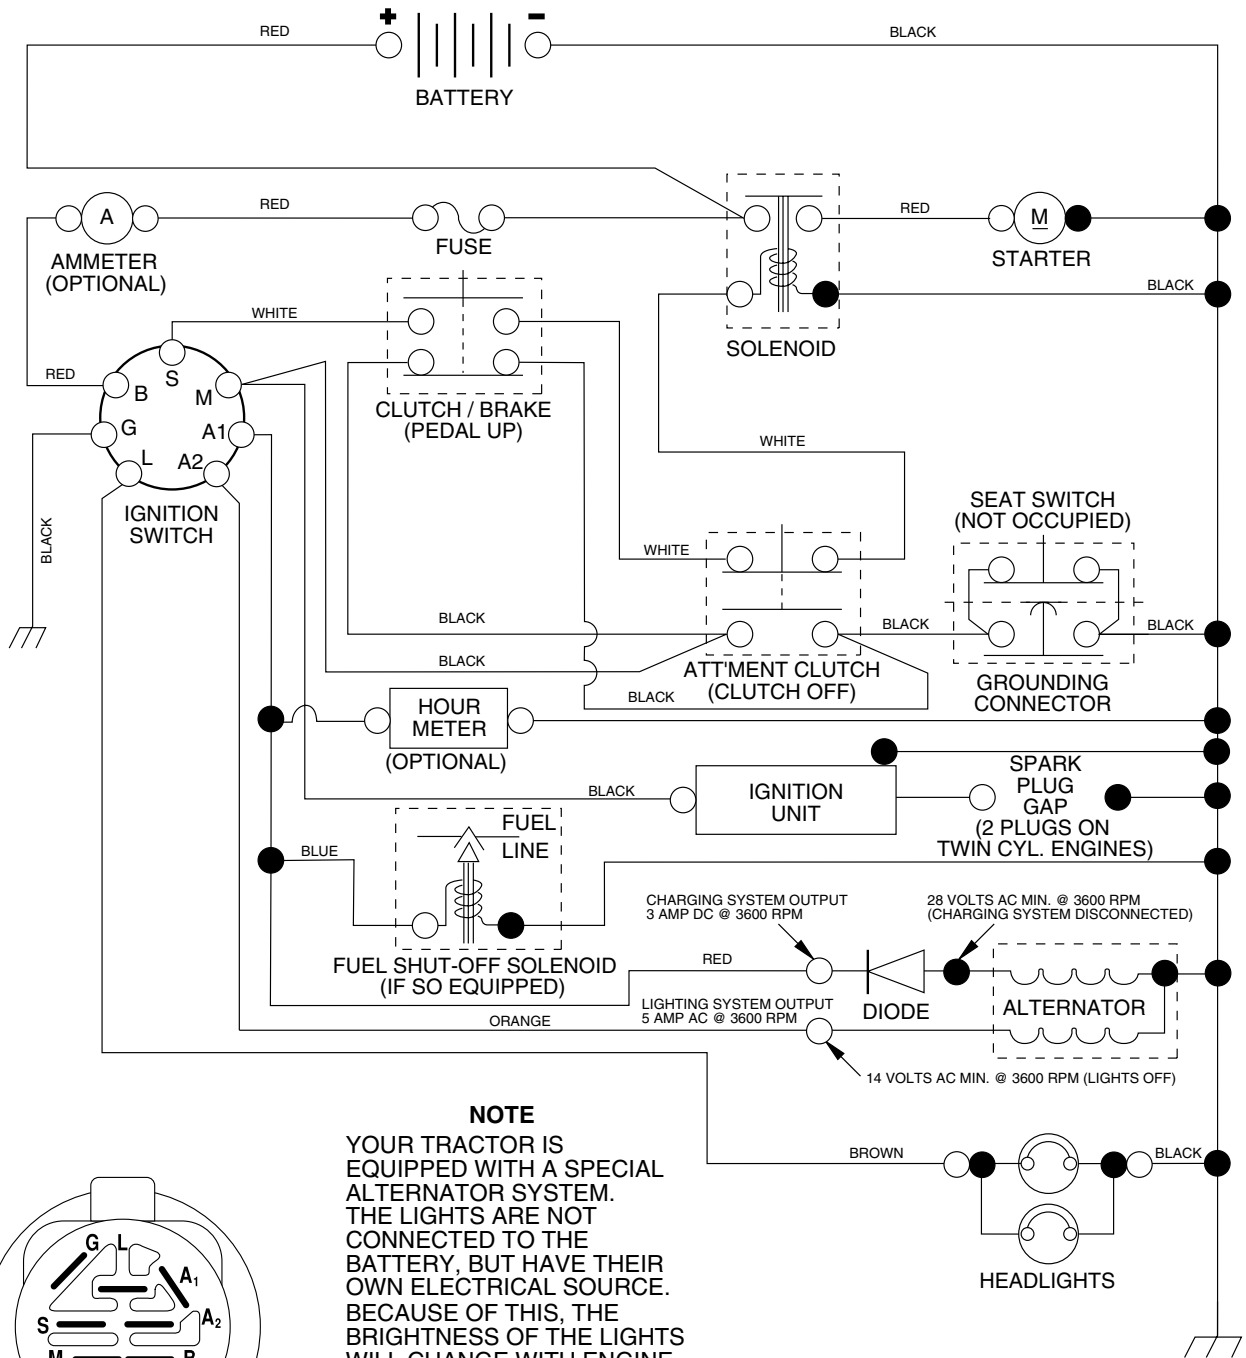 + −
RED
BLACK
BATTERY
A
RED
RED
M
FUSE
STARTER
AMMETER
(OPTIONAL)
BLACK
WHITE
SOLENOID
RED
S
B
M
CLUTCH / BRAKE
(PEDAL UP)
G
A1
WHITE
L
A2
IGNITION
SWITCH
BLACK
SEAT SWITCH
(NOT OCCUPIED)
WHITE
BLACK
BLACK
BLACK
BLACK
ATT'MENT CLUTCH
(CLUTCH OFF)
GROUNDING
CONNECTOR
BLACK
HOUR
METER
(OPTIONAL)
BLACK
IGNITION
UNIT
SPARK
PLUG
GAP
(2 PLUGS ON
TWIN CYL. ENGINES)
FUEL
LINE
BLUE
CHARGING SYSTEM OUTPUT
3 AMP DC @ 3600 RPM
28 VOLTS AC MIN. @ 3600 RPM
(CHARGING SYSTEM DISCONNECTED)
FUEL SHUT-OFF SOLENOID
(IF SO EQUIPPED)
RED
DIODE
ALTERNATOR
LIGHTING SYSTEM OUTPUT
5 AMP AC @ 3600 RPM
ORANGE
14 VOLTS AC MIN. @ 3600 RPM (LIGHTS OFF)
BROWN
BLACK
HEADLIGHTS
NOTE
YOUR TRACTOR IS
EQUIPPED WITH A SPECIAL
ALTERNATOR SYSTEM.
THE LIGHTS ARE NOT
CONNECTED TO THE
BATTERY, BUT HAVE THEIR
OWN ELECTRICAL SOURCE.
BECAUSE OF THIS, THE
BRIGHTNESS OF THE LIGHTS
WILL CHANGE WITH ENGINE
G L
A1
A2
S
M B